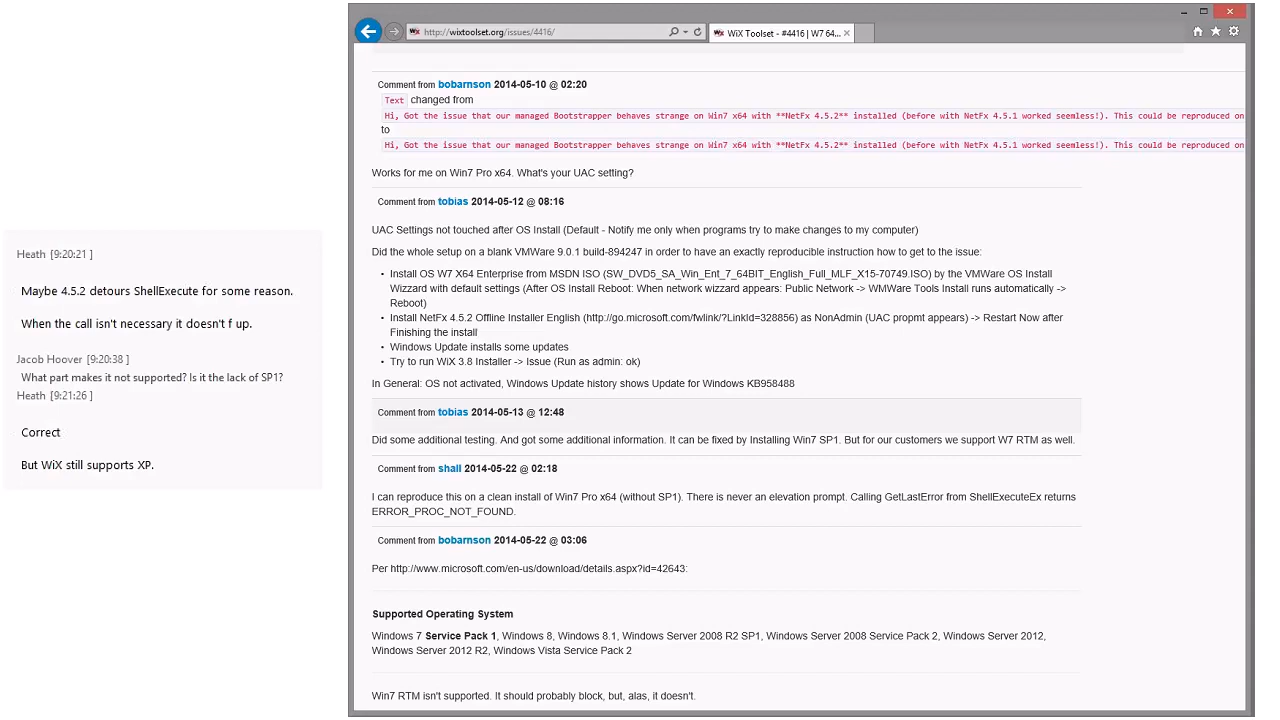 Heath [9:20:21 ]
Maybe 4.5.2 detours ShellExecute for some reason.
When the call isn't necessary it doesn't f up.
Jacob Hoover [9:20:38 ]
What part makes it not supported? Is it the lack of SP1?
Heath [9:21:26 ]
Correct
But WiX still supports XP.
http://wixtoolset.org/issues/4416/
WiX Toolset - #4416 | W7 64...
Comment from bobarnson 2014-05-10 @ 02:20
Text changed from
Hi, Got the issue that our managed Bootstrapper behaves strange on Win7 x64 with **NetFx 4.5.2** installed (before with NetFx 4.5.1 worked seemless!). This could be reproduced on
to
Hi, Got the issue that our managed Bootstrapper behaves strange on Win7 x64 with **NetFx 4.5.2** installed (before with NetFx 4.5.1 worked seemless!). This could be reproduced on
Works for me on Win7 Pro x64. What's your UAC setting?
Comment from tobias 2014-05-12 @ 08:16
UAC Settings not touched after OS Install (Default - Notify me only when programs try to make changes to my computer)
Did the whole setup on a blank VMWare 9.0.1 build-894247 in order to have an exactly reproducible instruction how to get to the issue:
• Install OS W7 X64 Enterprise from MSDN ISO (SW_DVD5_SA_Win_Ent_7_64BIT_English_Full_MLF_X15-70749.ISO) by the VMWare OS Install
Wizzard with default settings (After OS Install Reboot: When network wizzard appears: Public Network -> WMWare Tools Install runs automatically ->
Reboot)
• Install NetFx 4.5.2 Offline Installer English (http://go.microsoft.com/fwlink/?LinkId=328856) as NonAdmin (UAC propmt appears) -> Restart Now after
Finishing the install
• Windows Update installs some updates
• Try to run WiX 3.8 Installer -> Issue (Run as admin: ok)
In General: OS not activated, Windows Update history shows Update for Windows KB958488
Comment from tobias 2014-05-13 @ 12:48
Did some additional testing. And got some additional information. It can be fixed by Installing Win7 SP1. But for our customers we support W7 RTM as well.
Comment from shall 2014-05-22 @ 02:18
I can reproduce this on a clean install of Win7 Pro x64 (without SP1). There is never an elevation prompt. Calling GetLastError from ShellExecuteEx returns
ERROR_PROC_NOT_FOUND.
Comment from bobarnson 2014-05-22 @ 03:06
Per http://www.microsoft.com/en-us/download/details.aspx?id=42643:
Supported Operating System
Windows 7 Service Pack 1, Windows 8, Windows 8.1, Windows Server 2008 R2 SP1, Windows Server 2008 Service Pack 2, Windows Server 2012,
Windows Server 2012 R2, Windows Vista Service Pack 2
Win7 RTM isn't supported. It should probably block, but, alas, it doesn't.